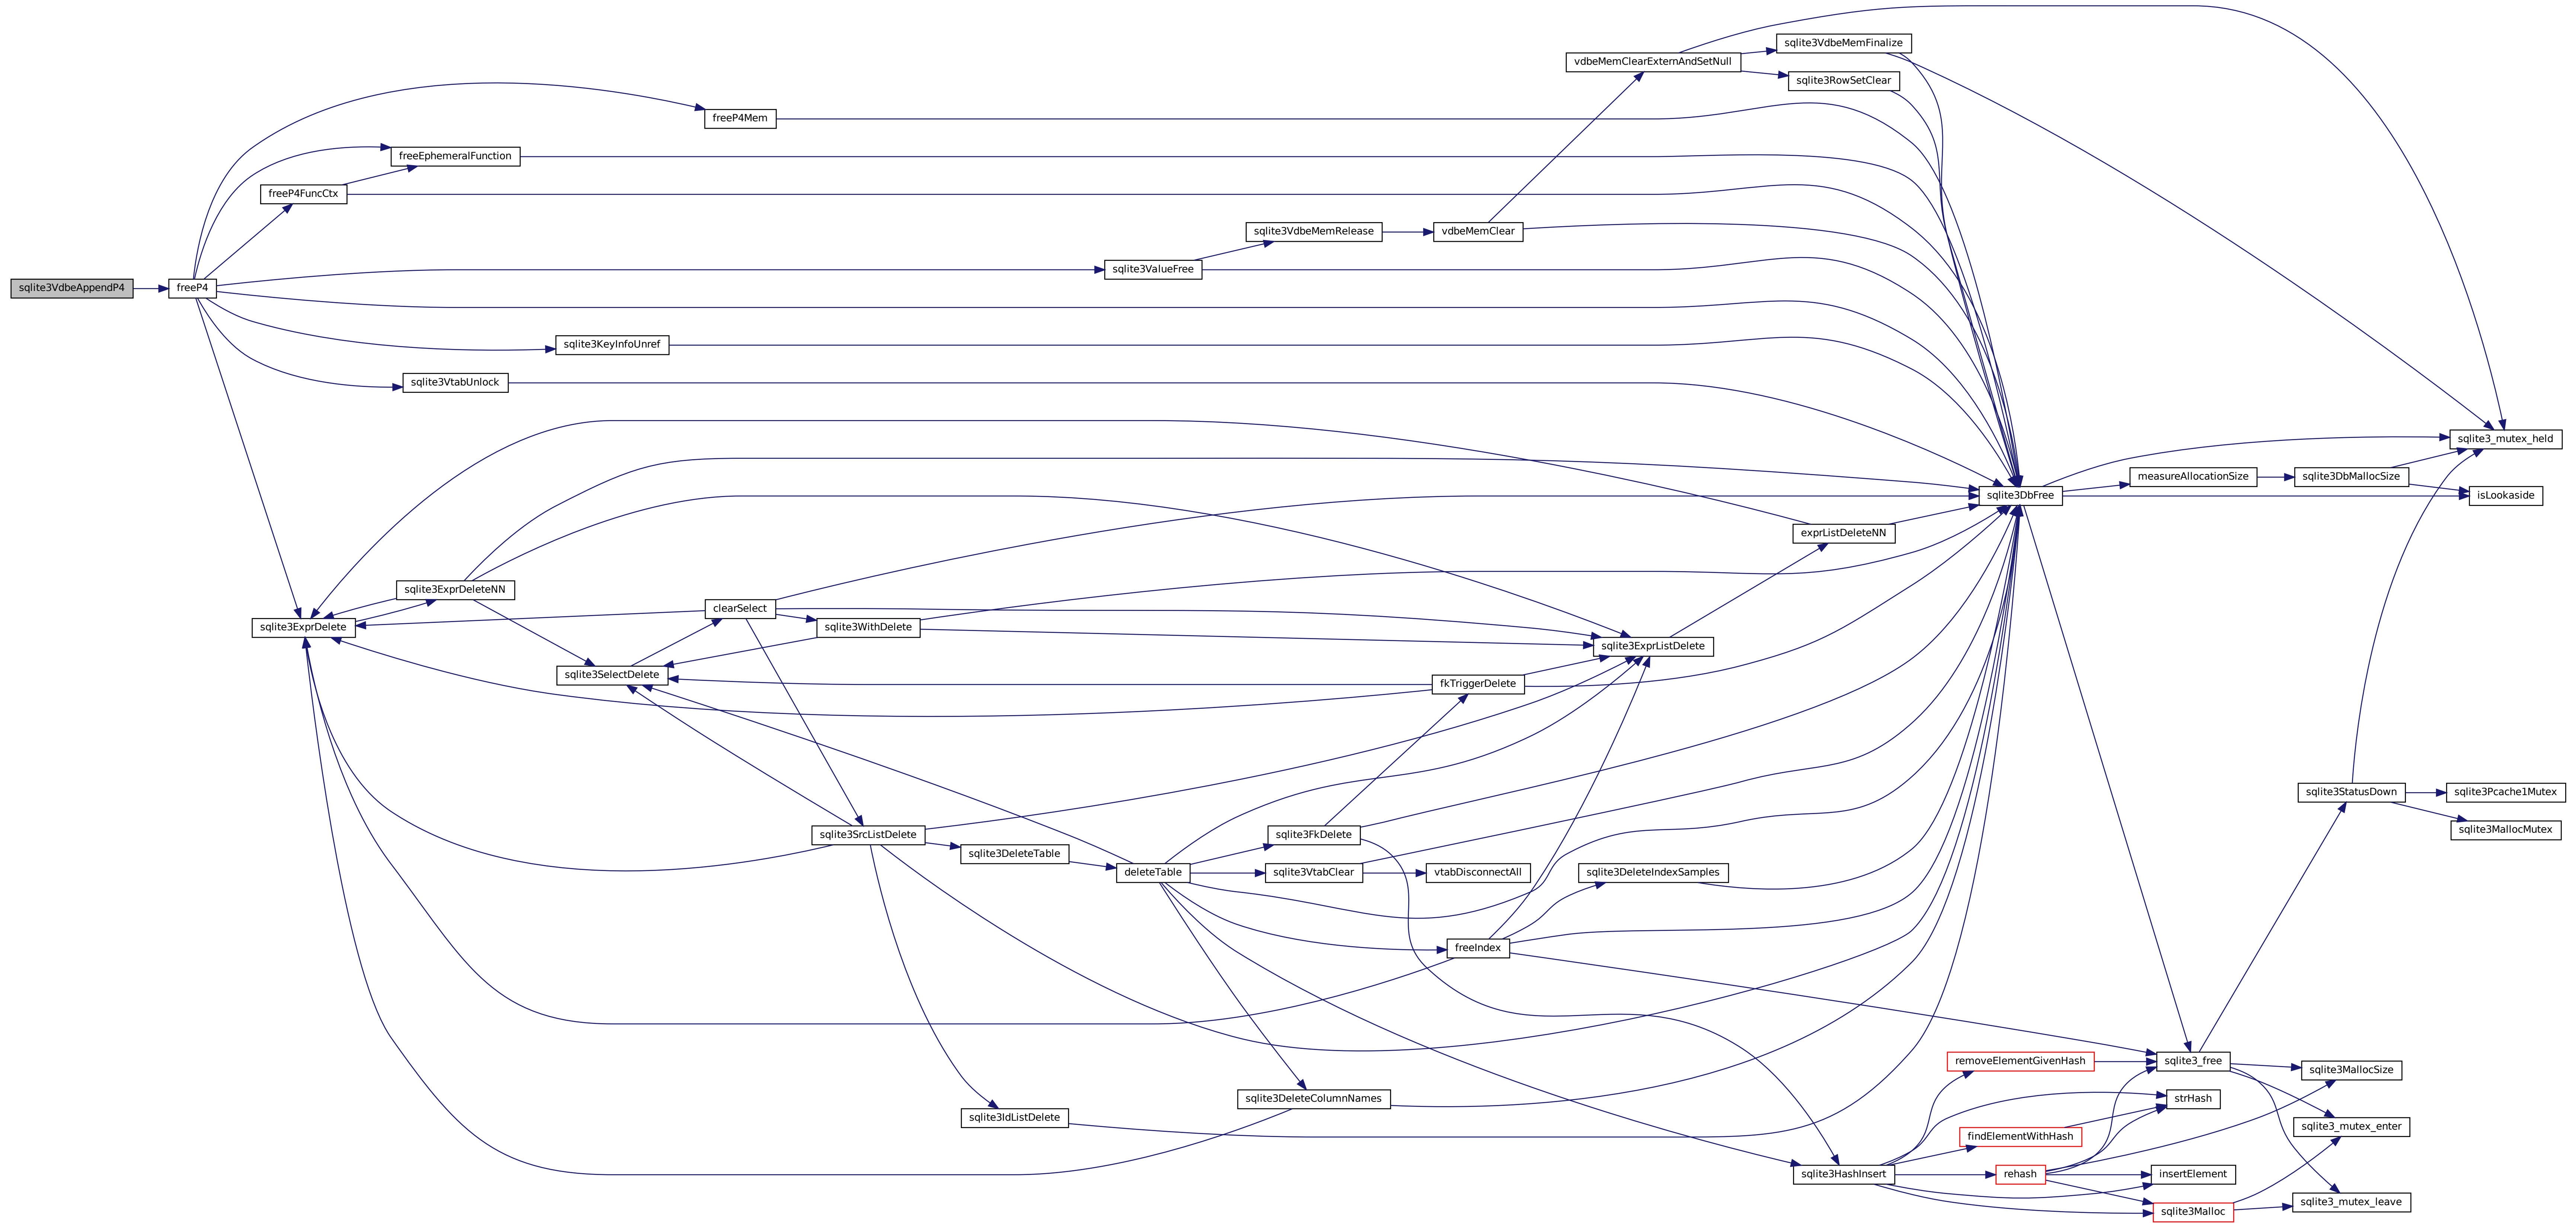 sqlite3VdbeAppendP4
freeP4
freeP4Mem
freeEphemeralFunction
freeP4FuncCtx
sqlite3ValueFree
sqlite3VdbeMemRelease
vdbeMemClear
vdbeMemClearExternAndSetNull
sqlite3VdbeMemFinalize
sqlite3RowSetClear
sqlite3KeyInfoUnref
sqlite3VtabUnlock
sqlite3_mutex_held
measureAllocationSize
sqlite3DbMallocSize
sqlite3DbFree
isLookaside
exprListDeleteNN
sqlite3ExprDeleteNN
sqlite3ExprDelete
clearSelect
sqlite3WithDelete
sqlite3ExprListDelete
sqlite3SelectDelete
fkTriggerDelete
sqlite3SrcListDelete
sqlite3DeleteTable
deleteTable
sqlite3FkDelete
sqlite3VtabClear
vtabDisconnectAll
sqlite3DeleteIndexSamples
freeIndex
sqlite3StatusDown
sqlite3Pcache1Mutex
sqlite3MallocMutex
sqlite3IdListDelete
sqlite3DeleteColumnNames
removeElementGivenHash
sqlite3_free
sqlite3MallocSize
strHash
findElementWithHash
sqlite3_mutex_enter
sqlite3HashInsert
rehash
insertElement
sqlite3Malloc
sqlite3_mutex_leave